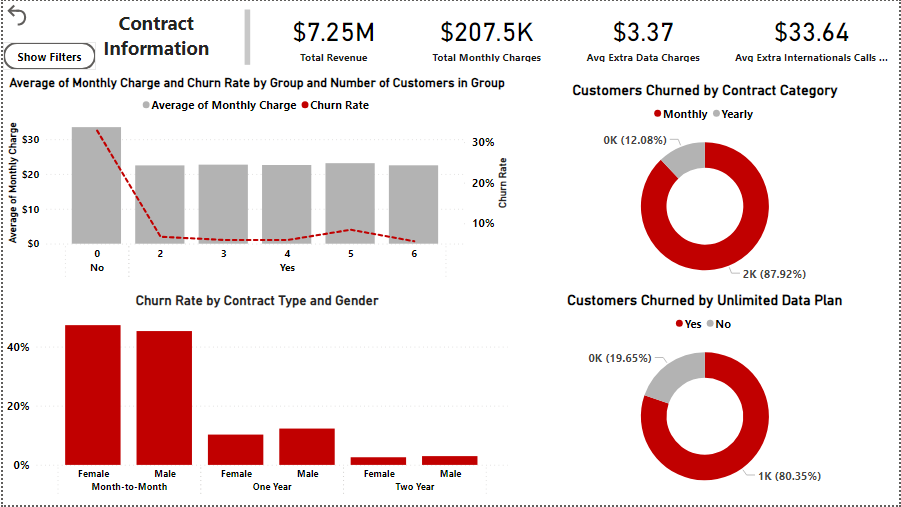 Contract
Information
Show Filters
$7.25M
Total Revenue
$207.5K
Total Monthly Charges
$3.37
Avg Extra Data Charges
$33.64
Avg Extra Internationals Calls ...
Average of Monthly Charge and Churn Rate by Group and Number of Customers in Group
Average of Monthly Charge Churn Rate
Average of Monthly Charge
$30
$20
$10
$0
30%
20%
10%
Churn Rate
0 2 3 4 5 6
No Yes
Customers Churned by Contract Category
Monthly Yearly
0K (12.08%)
2K (87.92%)
Churn Rate by Contract Type and Gender
40%
20%
0%
Female Male Female Male Female Male
Month-to-Month One Year Two Year
Customers Churned by Unlimited Data Plan
Yes No
0K (19.65%)
1K (80.35%)